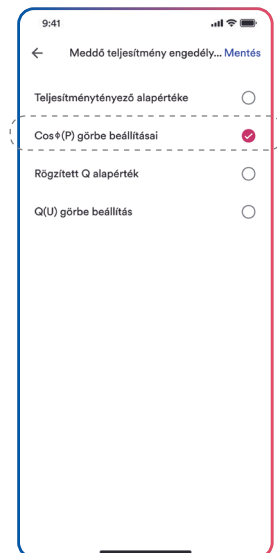 9:41
Meddő teljesítmény engedély... Mentés
Teljesítménytényező alapértéke
Cosϕ(P) görbe beállításai
Rögzített Q alapérték
Q(U) görbe beállítás